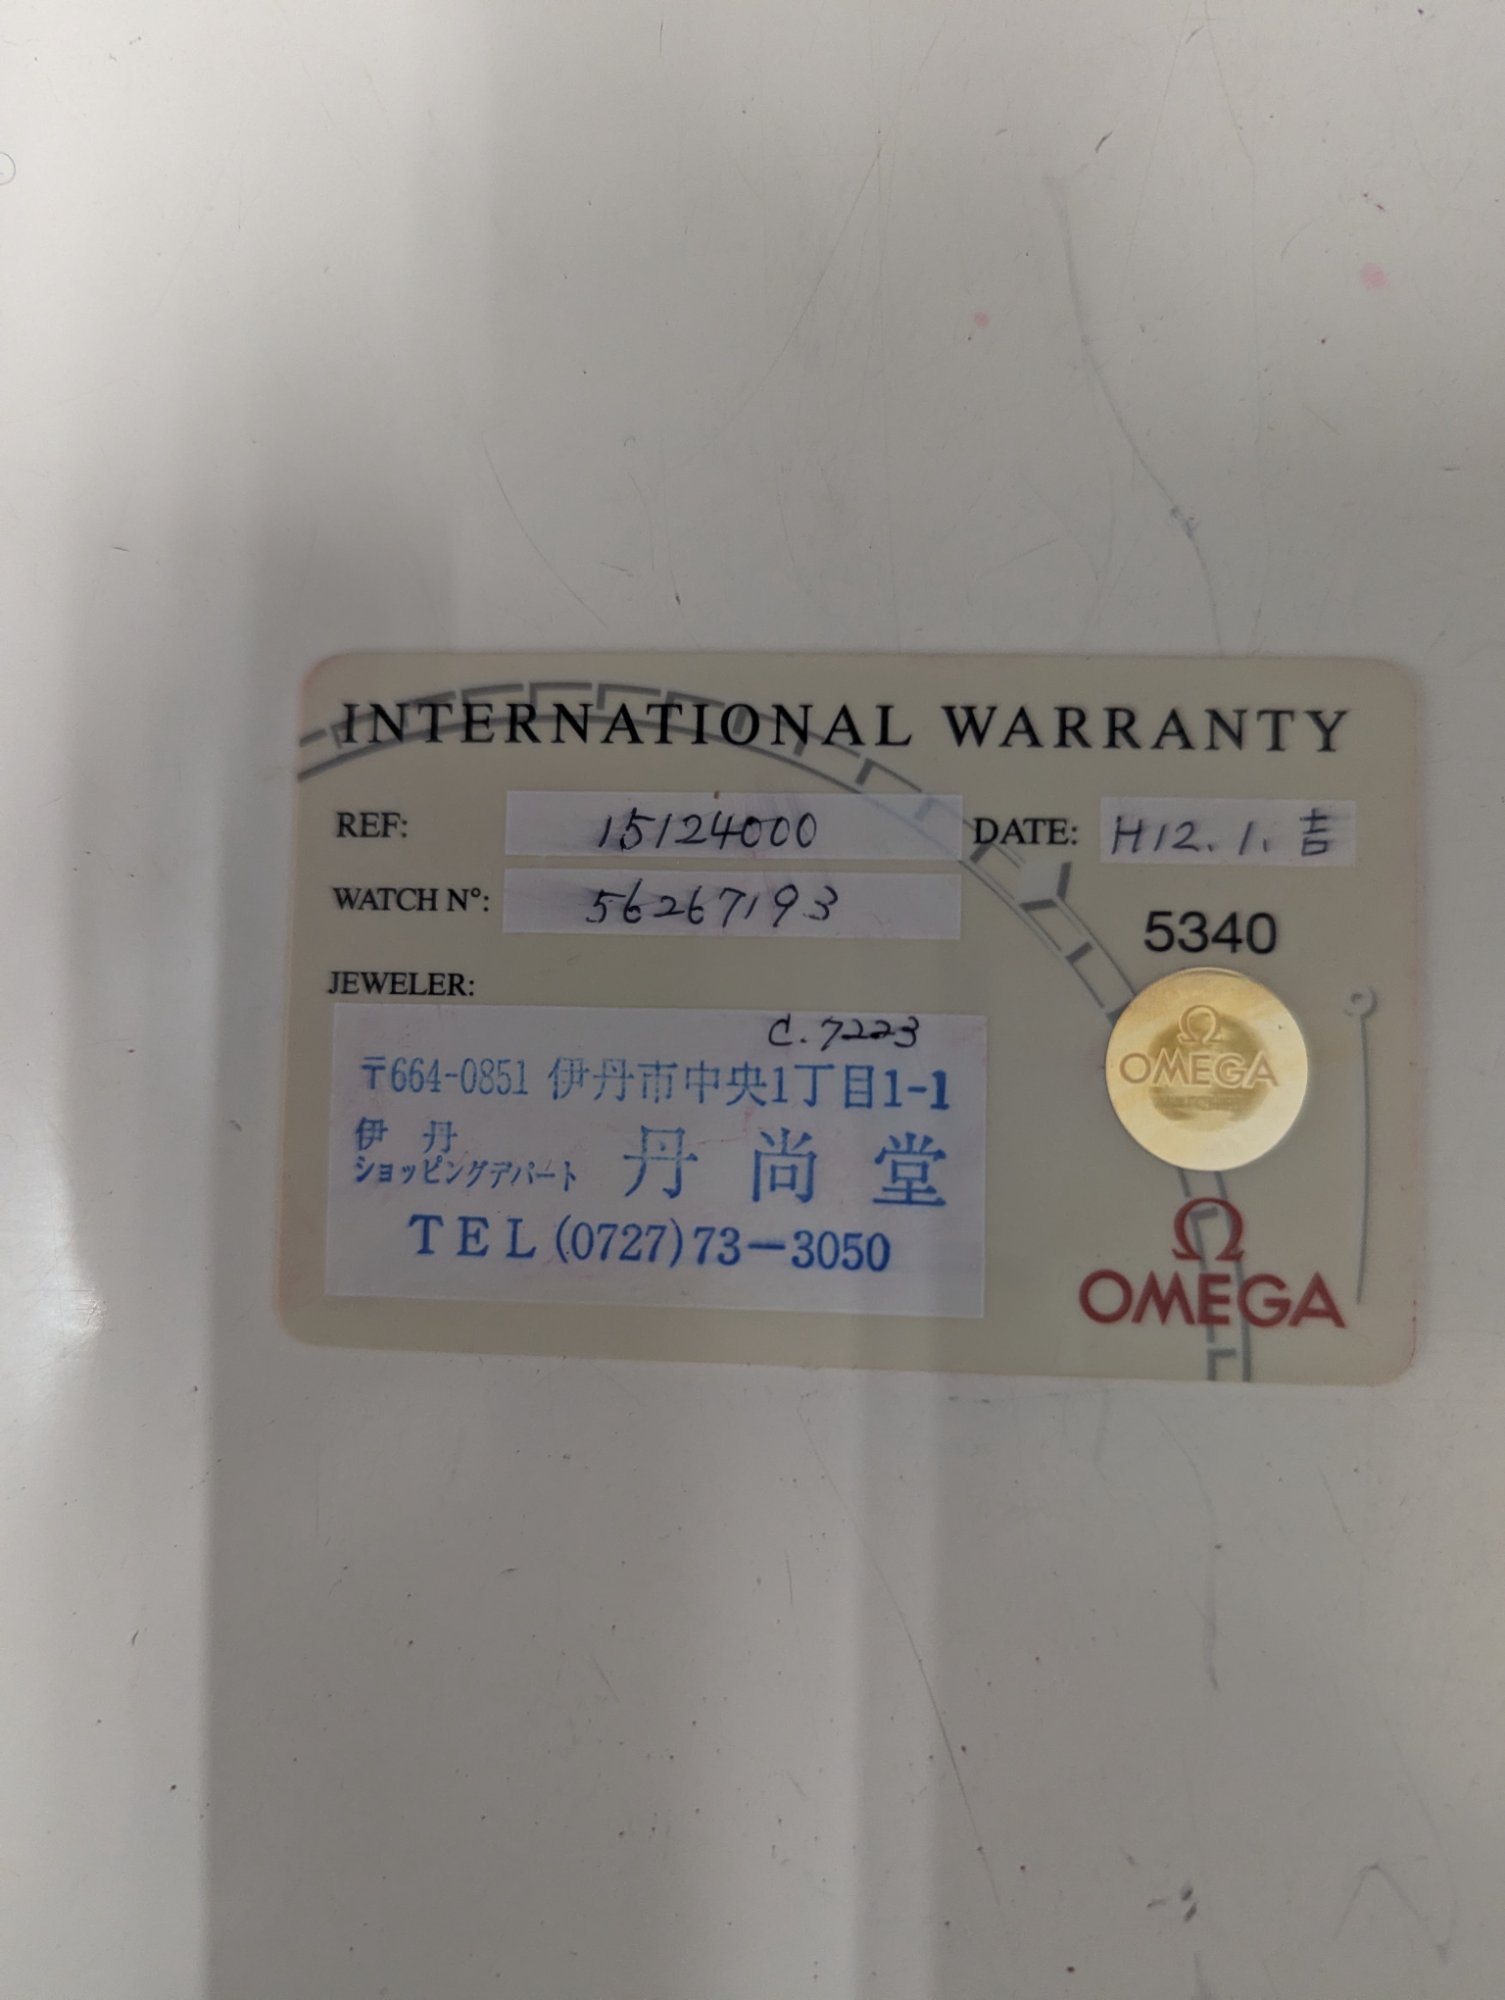 INTERNATIONAL WARRANTY
REF: 15124000
DATE: H12.1.吉
WATCH N°: 56267193
5340
JEWELER:
C.7223
〒664-0851 伊丹市中央1丁目1-1
伊丹
ショッピングデパート 丹尚堂
TEL(0727)73-3050
Ω
OMEGA
Ω
OMEGA